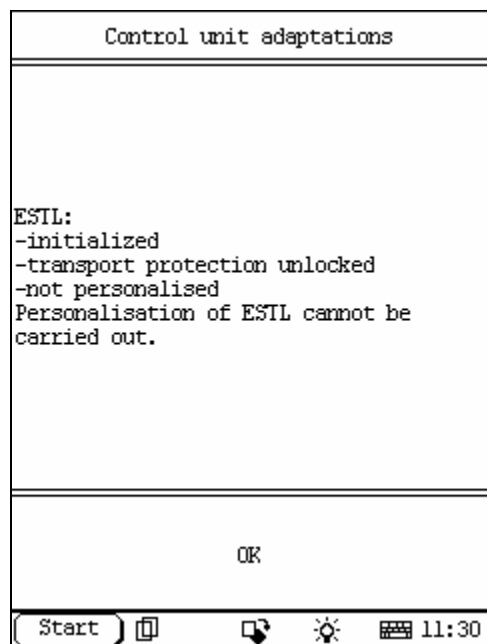 Control unit adaptations
ESTL:
-initialized
-transport protection unlocked
-not personalised
Personalisation of ESTL cannot be
carried out.
OK
Start 11:30